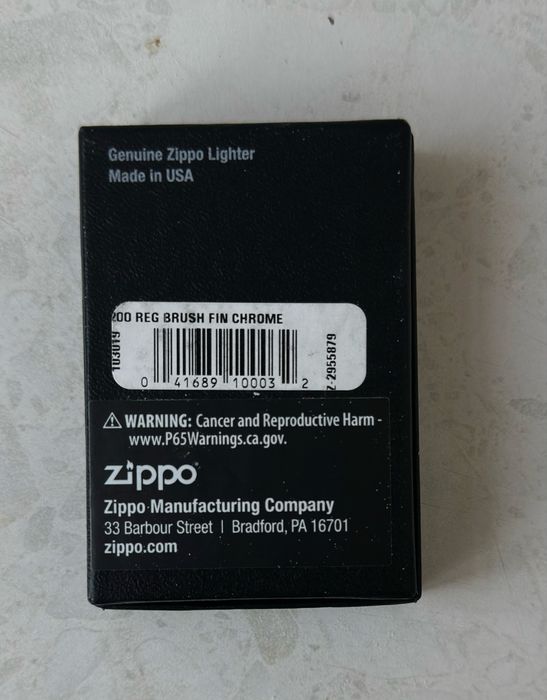 Genuine Zippo Lighter
Made in USA
200 REG BRUSH FIN CHROME
103019
0 41689 10003 2
Z-2955879
⚠ WARNING: Cancer and Reproductive Harm -
www.P65Warnings.ca.gov.
zippo®
Zippo Manufacturing Company
33 Barbour Street | Bradford, PA 16701
zippo.com